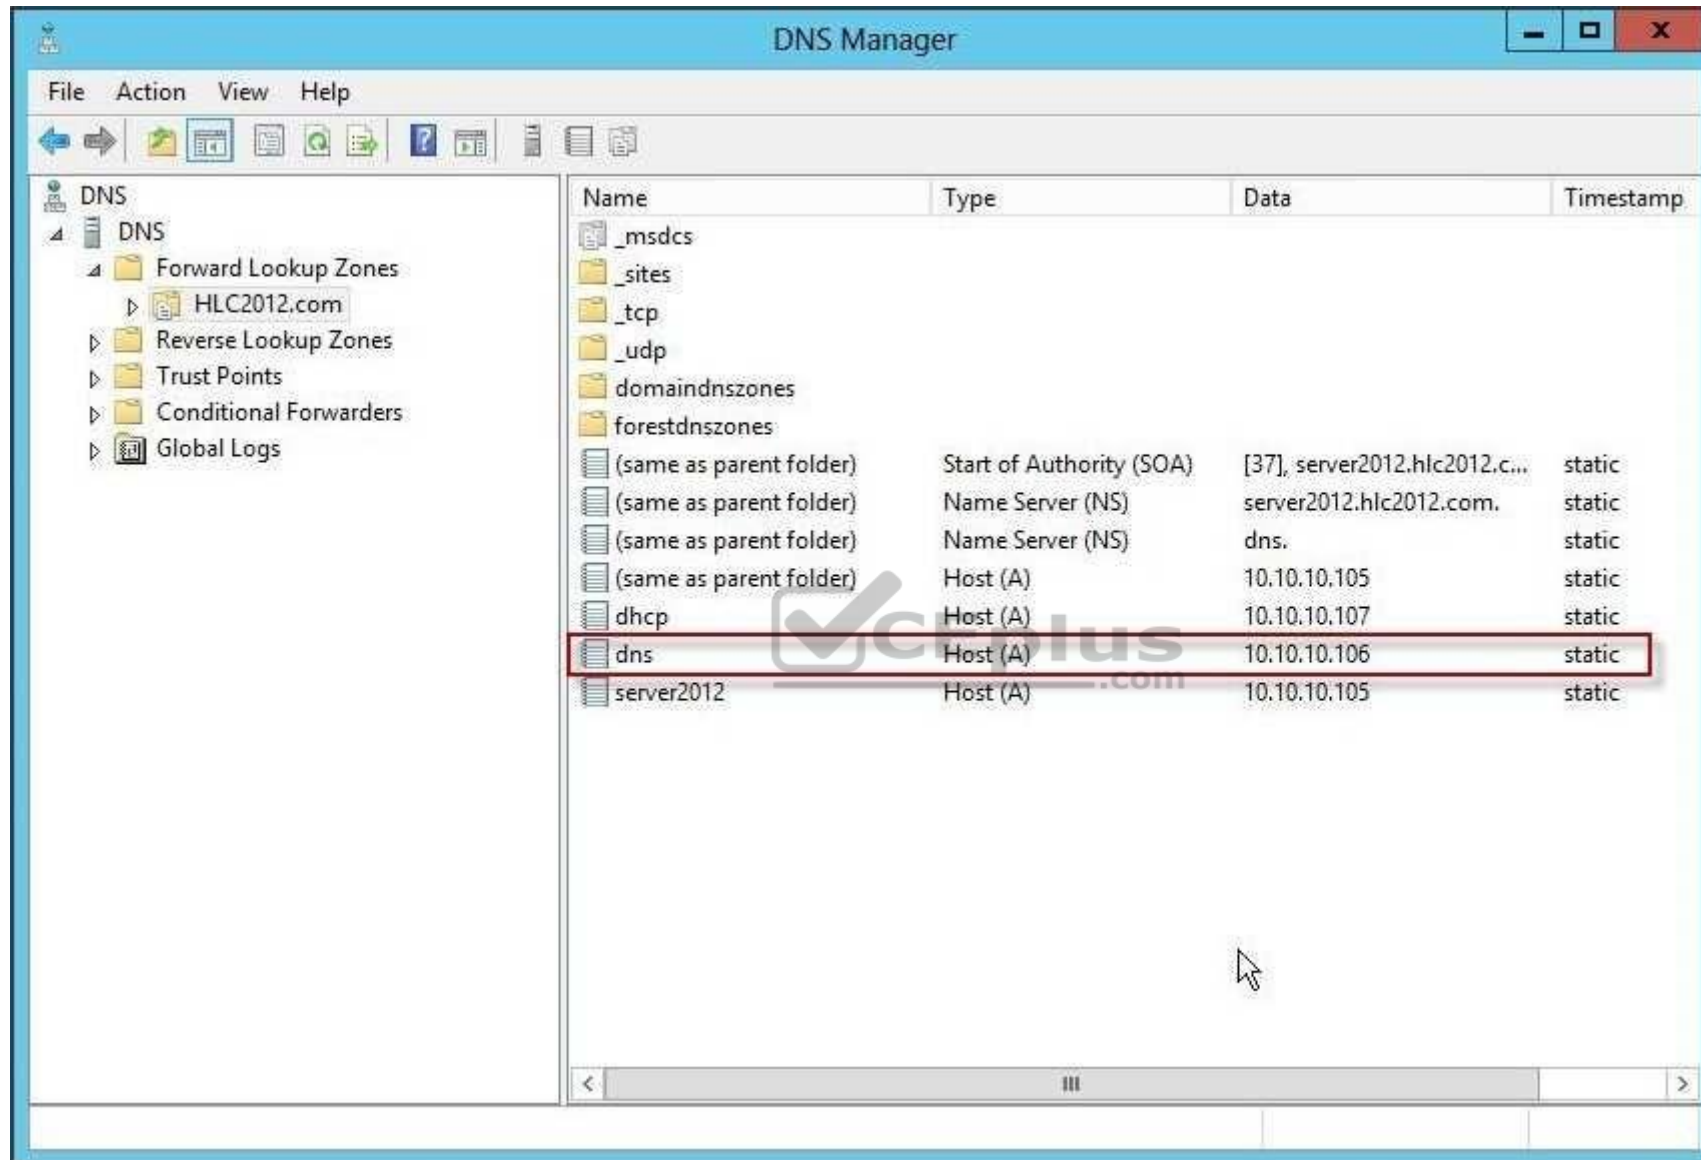 DNS Manager
File Action View Help
DNS
DNS
Forward Lookup Zones
HLC2012.com
Reverse Lookup Zones
Trust Points
Conditional Forwarders
Global Logs
Name Type Data Timestamp
_msdcs
_sites
_tcp
_udp
domaindnszones
forestdnszones
(same as parent folder) Start of Authority (SOA) [37], server2012.hlc2012.c... static
(same as parent folder) Name Server (NS) server2012.hlc2012.com. static
(same as parent folder) Name Server (NS) dns. static
(same as parent folder) Host (A) 10.10.10.105 static
dhcp Host (A) 10.10.10.107 static
dns Host (A) 10.10.10.106 static
server2012 Host (A) 10.10.10.105 static
CEplus
.com